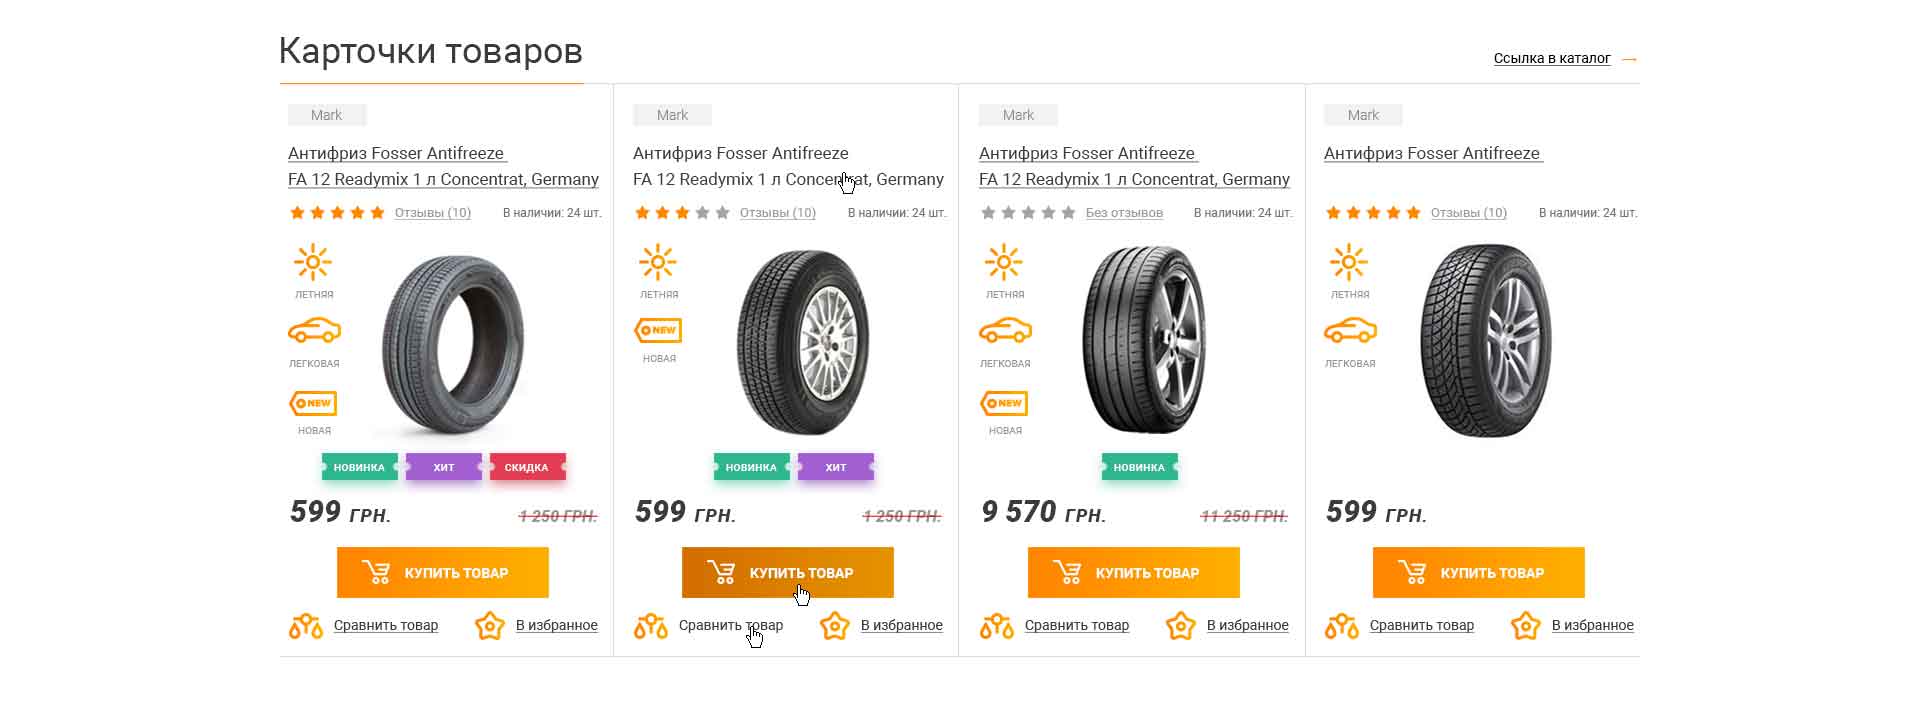 Карточки товаров
Ссылка в каталог
Mark
Антифриз Fosser Antifreeze
FA 12 Readymix 1 л Concentrat, Germany
Отзывы (10)
В наличии: 24 шт.
ЛЕТНЯЯ
ЛЕГКОВАЯ
NEW
НОВАЯ
НОВИНКА
ХИТ
СКИДКА
599 ГРН.
1 250 ГРН.
КУПИТЬ ТОВАР
Сравнить товар
В избранное
Mark
Антифриз Fosser Antifreeze
FA 12 Readymix 1 л Concentrat, Germany
Отзывы (10)
В наличии: 24 шт.
ЛЕТНЯЯ
NEW
НОВАЯ
НОВИНКА
ХИТ
599 ГРН.
1 250 ГРН.
КУПИТЬ ТОВАР
Сравнить товар
В избранное
Mark
Антифриз Fosser Antifreeze
FA 12 Readymix 1 л Concentrat, Germany
Без отзывов
В наличии: 24 шт.
ЛЕТНЯЯ
ЛЕГКОВАЯ
NEW
НОВАЯ
НОВИНКА
9 570 ГРН.
11 250 ГРН.
КУПИТЬ ТОВАР
Сравнить товар
В избранное
Mark
Антифриз Fosser Antifreeze
Отзывы (10)
В наличии: 24 шт.
ЛЕТНЯЯ
ЛЕГКОВАЯ
599 ГРН.
КУПИТЬ ТОВАР
Сравнить товар
В избранное